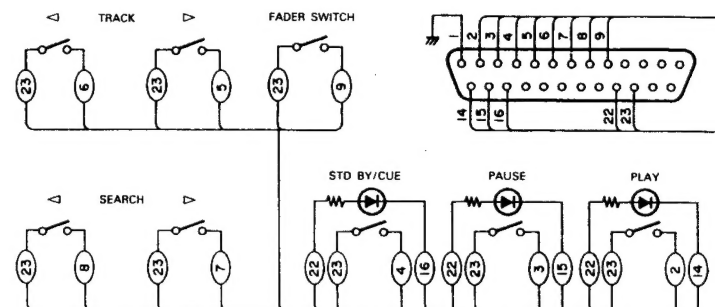 ◁ TRACK ▷ FADER SWITCH
1 2 3 4 5 6 7 8 9
23 6 23 5 23 9
14 15 16 22 23
STD BY/CUE PAUSE PLAY
◁ SEARCH ▷
23 8 23 7 22 23 4 16 22 23 3 15 22 23 2 14